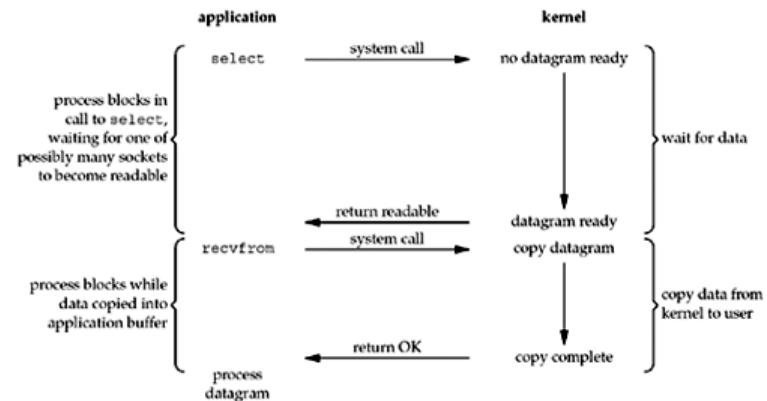 application
kernel
select
system call
no datagram ready
process blocks in
call to select,
waiting for one of
possibly many sockets
to become readable
wait for data
return readable
datagram ready
recvfrom
system call
copy datagram
process blocks while
data copied into
application buffer
copy data from
kernel to user
return OK
copy complete
process
datagram